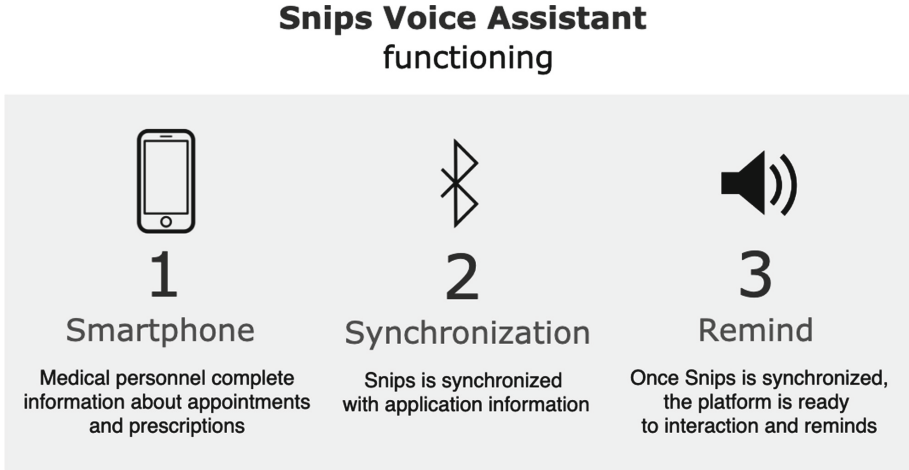 Snips Voice Assistant
functioning
1
Smartphone
Medical personnel complete
information about appointments
and prescriptions
2
Synchronization
Snips is synchronized
with application information
3
Remind
Once Snips is synchronized,
the platform is ready
to interaction and reminds